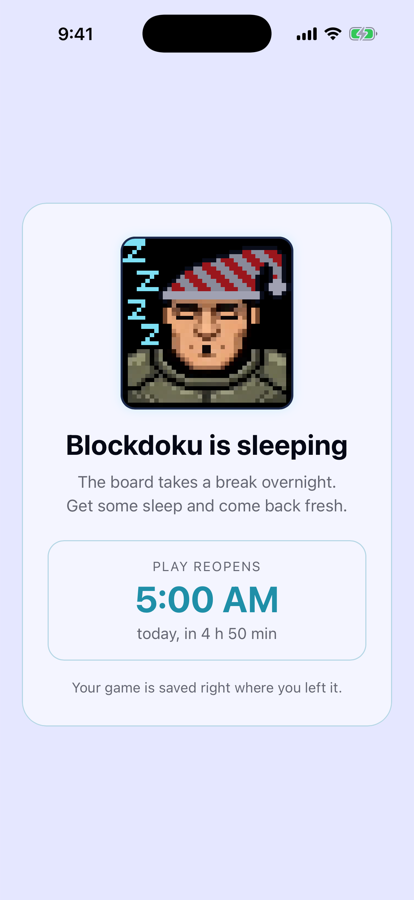 9:41
Z
Z
Z
Z
Blockdoku is sleeping
The board takes a break overnight.
Get some sleep and come back fresh.
PLAY REOPENS
5:00 AM
today, in 4 h 50 min
Your game is saved right where you left it.